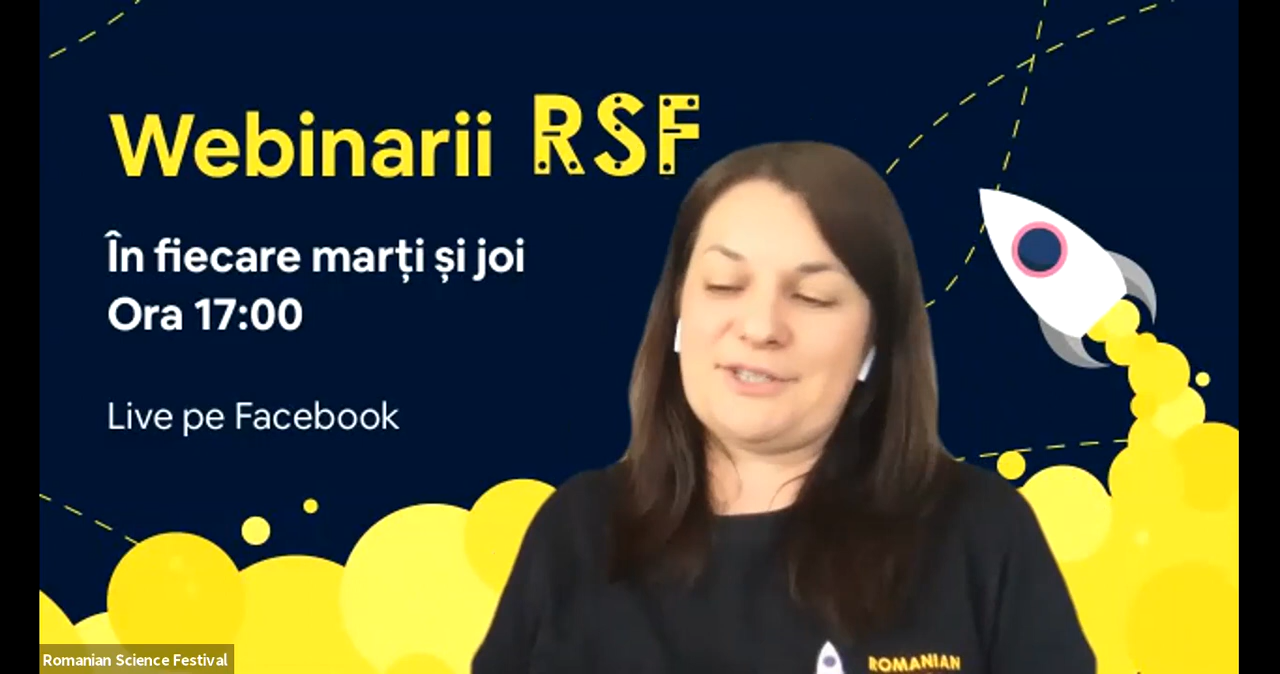 Webinarii RSF
În fiecare marți și joi
Ora 17:00
Live pe Facebook
ROMANIAN
Romanian Science Festival